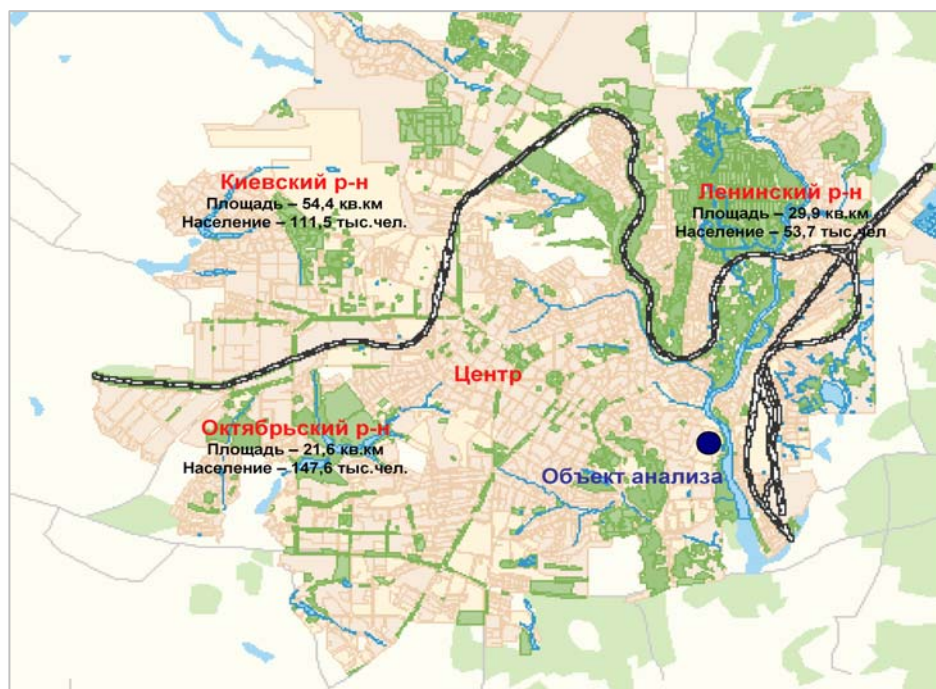 Киевский р-н
Площадь – 54,4 кв.км
Население – 111,5 тыс.чел.
Ленинский р-н
Площадь – 29,9 кв.км
Население – 53,7 тыс.чел
Центр
Октябрьский р-н
Площадь – 21,6 кв.км
Население – 147,6 тыс.чел.
Объект анализа